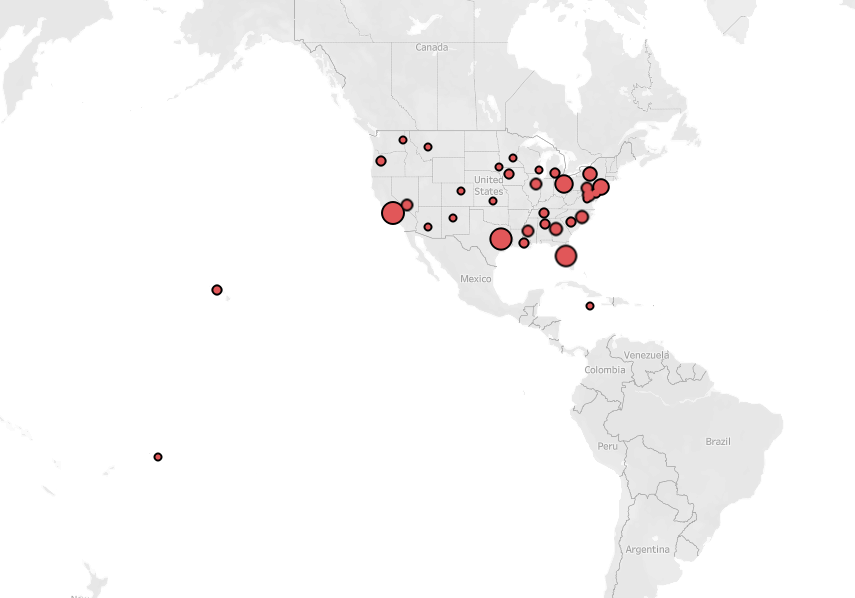 Canada
United
States
Mexico
Venezuela
Colombia
Brazil
Peru
Argentina